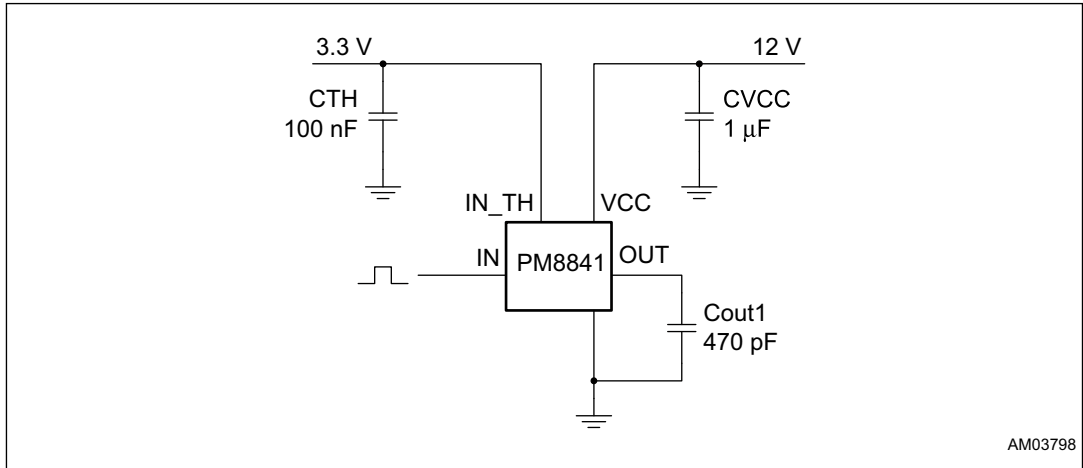 3.3 V
12 V
CTH
100 nF
CVCC
1 μF
IN_TH
VCC
IN
PM8841
OUT
Cout1
470 pF
AM03798